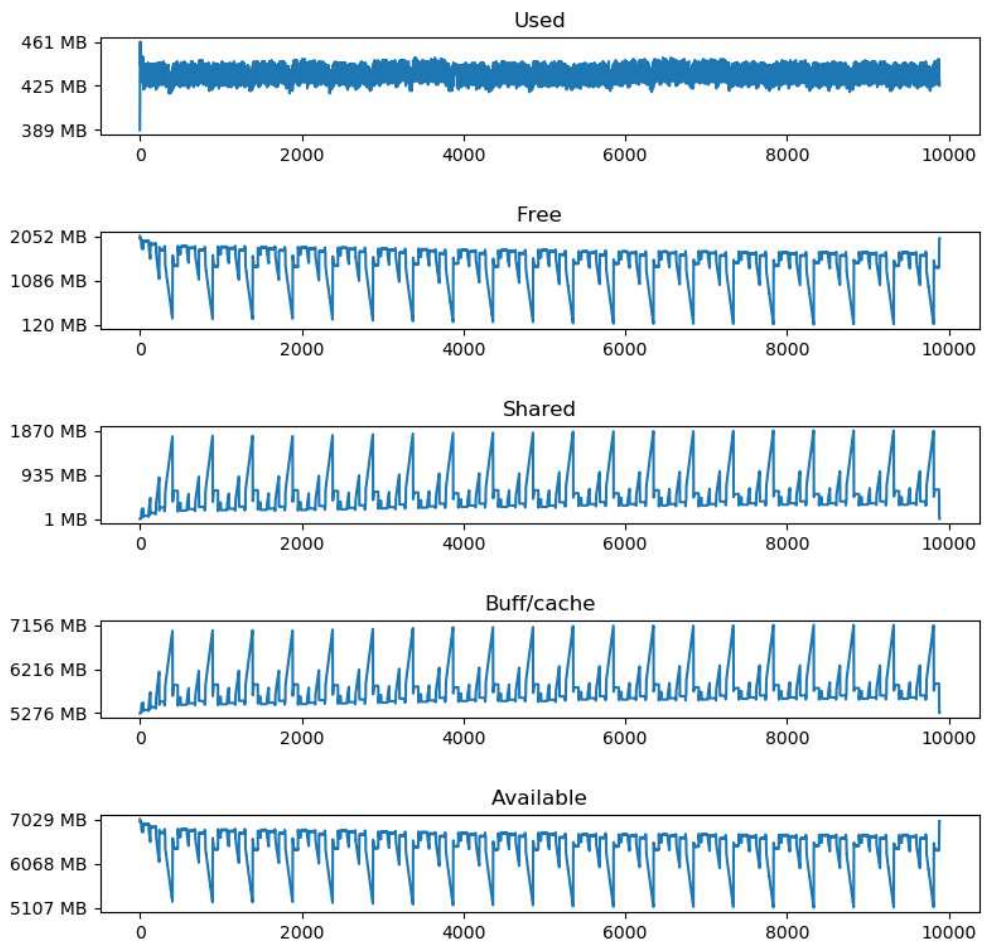 Used
461 MB
425 MB
389 MB
0 2000 4000 6000 8000 10000
Free
2052 MB
1086 MB
120 MB
0 2000 4000 6000 8000 10000
Shared
1870 MB
935 MB
1 MB
0 2000 4000 6000 8000 10000
Buff/cache
7156 MB
6216 MB
5276 MB
0 2000 4000 6000 8000 10000
Available
7029 MB
6068 MB
5107 MB
0 2000 4000 6000 8000 10000